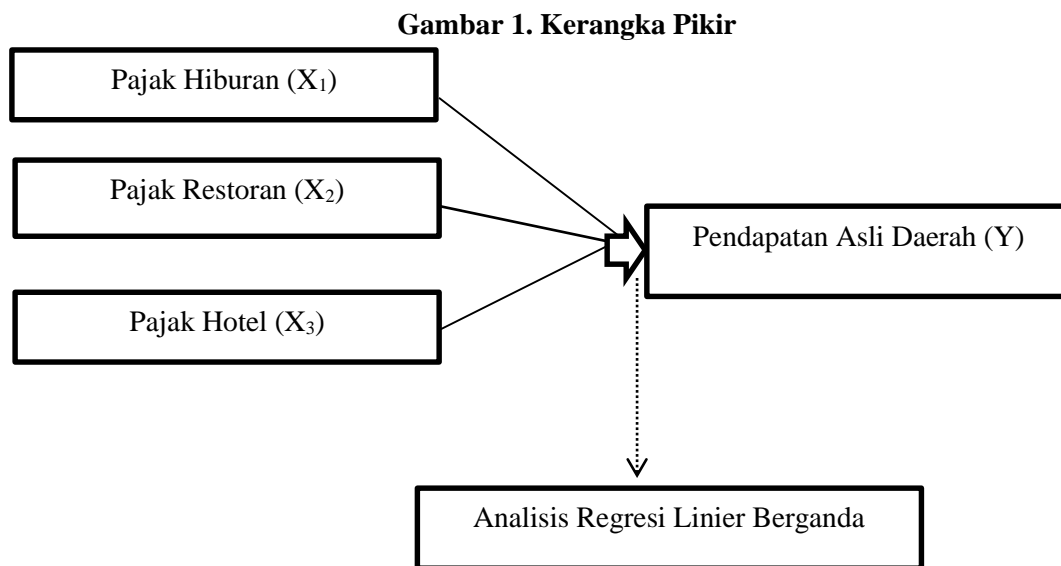 Gambar 1. Kerangka Pikir
Pajak Hiburan (X₁)
Pajak Restoran (X₂)
Pendapatan Asli Daerah (Y)
Pajak Hotel (X₃)
Analisis Regresi Linier Berganda